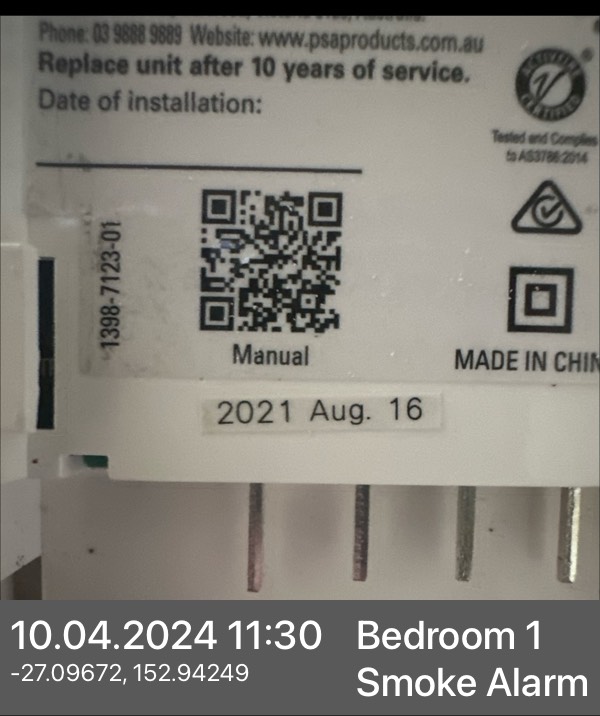 Phone: 03 9888 9889 Website: www.psaproducts.com.au
Replace unit after 10 years of service.
Date of installation:
Tested and Complies
to AS3786:2014
1398-7123-01
Manual
MADE IN CHIN
2021 Aug. 16
10.04.2024 11:30
-27.09672, 152.94249
Bedroom 1
Smoke Alarm